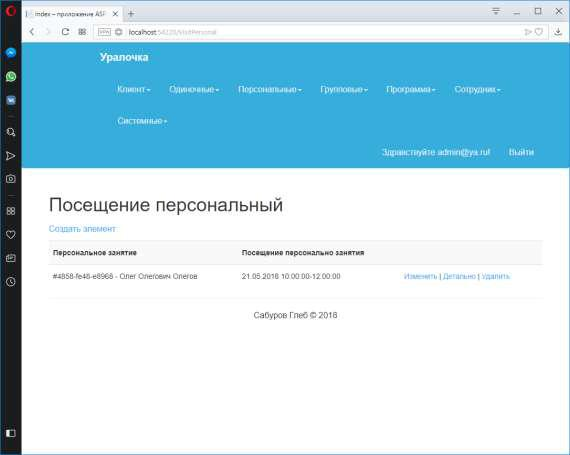 Index – приложение ASP
VPN localhost:54220/VisitPersonal
Уралочка
Клиент Одиночные Персональные Групповые Программа Сотрудник
Системные
Здравствуйте admin@ya.ru! Выйти
Посещение персональный
Создать элемент
Персональное занятие Посещение персонально занятия
#4858-fe46-e8968 - Олег Олегович Олегов 21.05.2018 10:00:00-12:00:00 Изменить | Детально | Удалить
Сабуров Глеб © 2018